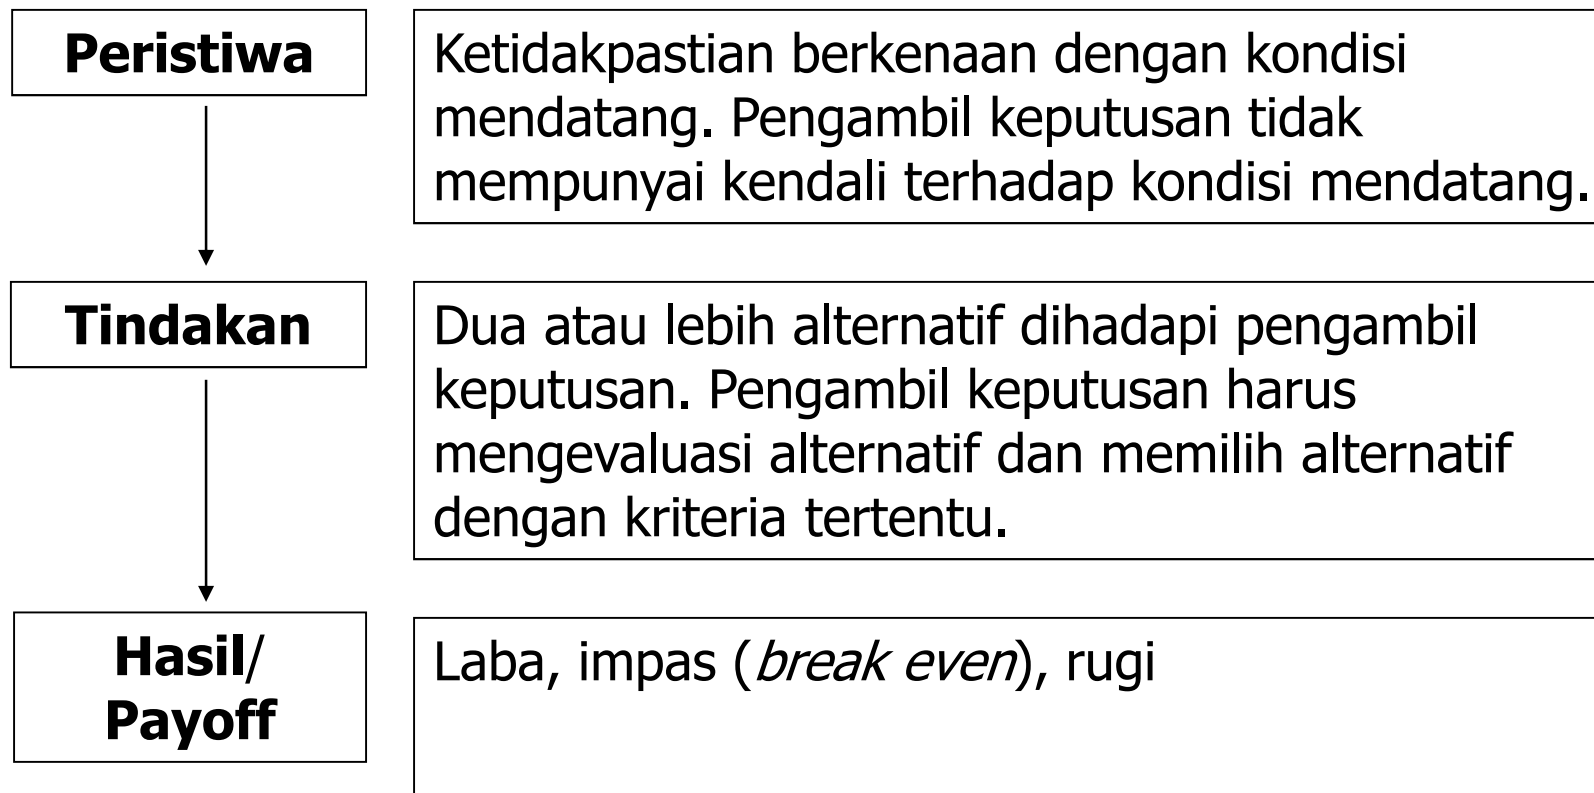 Peristiwa
Ketidakpastian berkenaan dengan kondisi
mendatang. Pengambil keputusan tidak
mempunyai kendali terhadap kondisi mendatang.
Tindakan
Dua atau lebih alternatif dihadapi pengambil
keputusan. Pengambil keputusan harus
mengevaluasi alternatif dan memilih alternatif
dengan kriteria tertentu.
Hasil/
Payoff
Laba, impas (break even), rugi